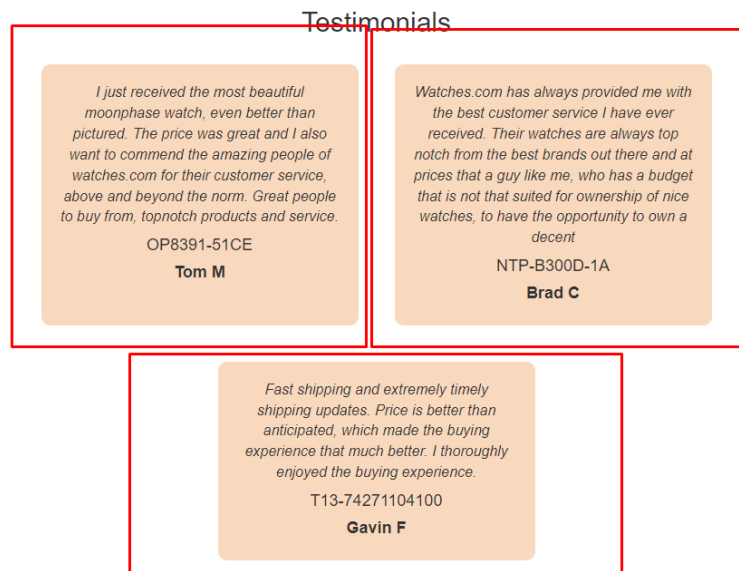 Testimonials
I just received the most beautiful
moonphase watch, even better than
pictured. The price was great and I also
want to commend the amazing people of
watches.com for their customer service,
above and beyond the norm. Great people
to buy from, topnotch products and service.
OP8391-51CE
Tom M
Watches.com has always provided me with
the best customer service I have ever
received. Their watches are always top
notch from the best brands out there and at
prices that a guy like me, who has a budget
that is not that suited for ownership of nice
watches, to have the opportunity to own a
decent
NTP-B300D-1A
Brad C
Fast shipping and extremely timely
shipping updates. Price is better than
anticipated, which made the buying
experience that much better. I thoroughly
enjoyed the buying experience.
T13-74271104100
Gavin F